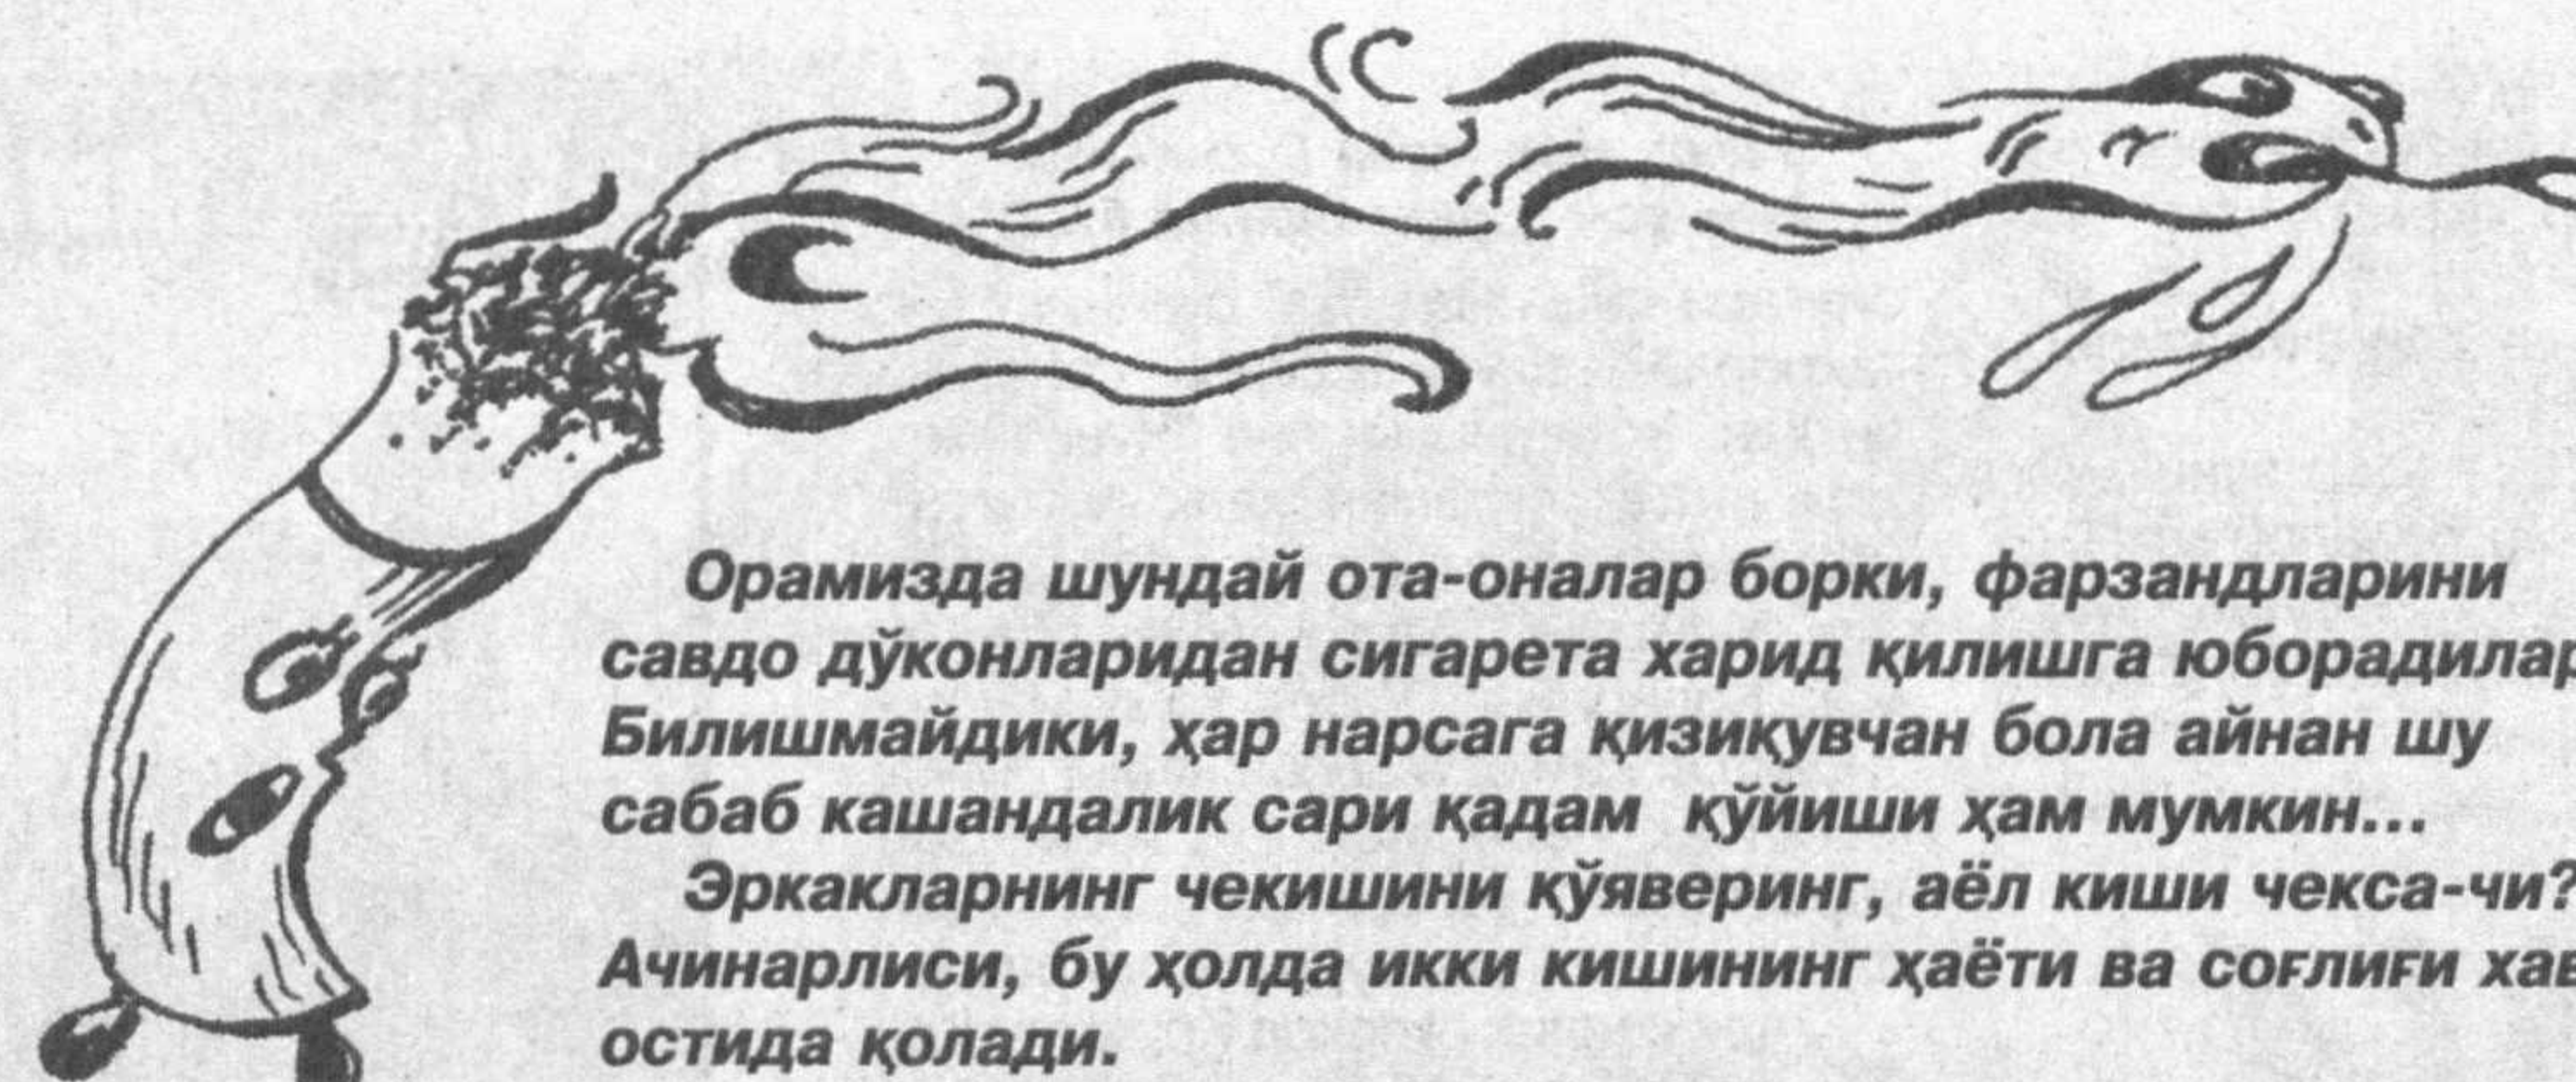 Орамизда шундай ота-оналар борки, фарзандларини
савдо дўконларидан сигарета харид қилишга юборадилар
Билишмайдики, ҳар нарсага қизиқувчан бола айнан шу
сабаб кашандалик сари қадам қўйиши ҳам мумкин...
Эркакларнинг чекишини қўяверинг, аёл киши чекса-чи?
Ачинарлиси, бу ҳолда икки кишининг ҳаёти ва соғлиғи
остида қолади.